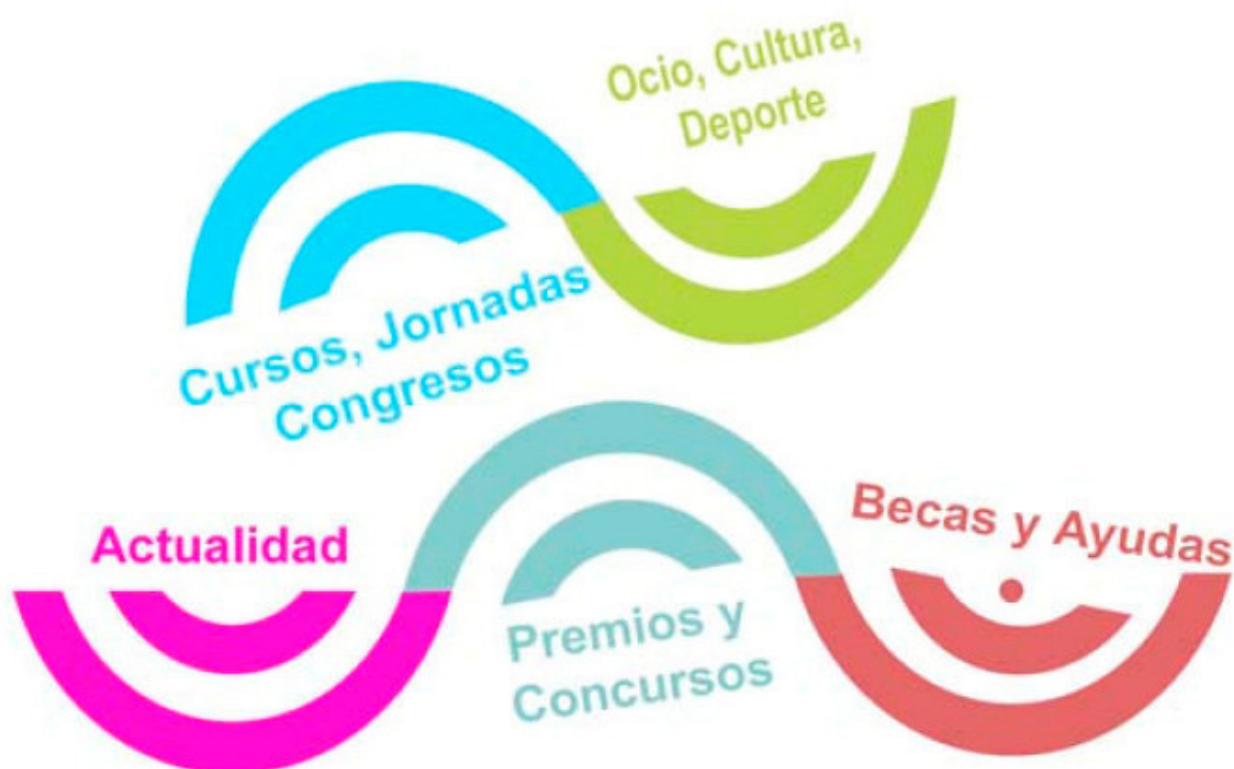 Ocio, Cultura,
Deporte
Cursos, Jornadas
Congresos
Actualidad
Premios y
Concursos
Becas y Ayudas